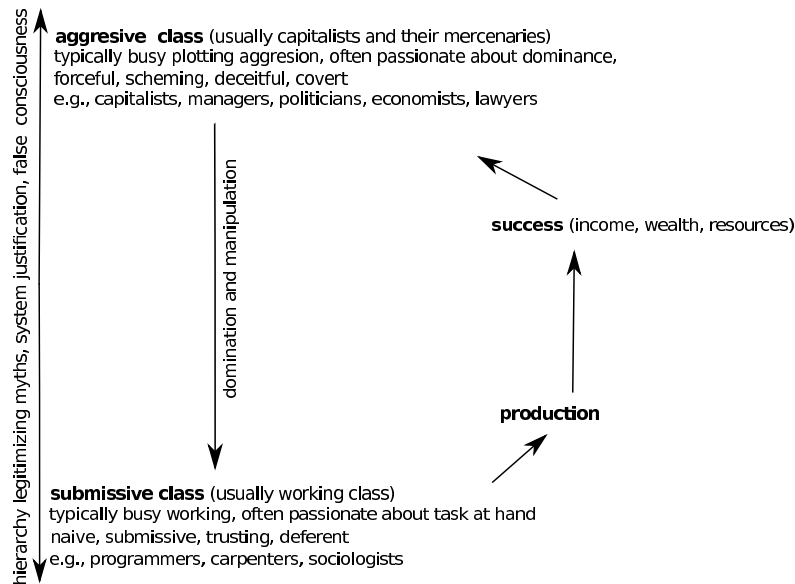 aggresive class (usually capitalists and their mercenaries)
typically busy plotting aggresion, often passionate about dominance,
forceful, scheming, deceitful, covert
e.g., capitalists, managers, politicians, economists, lawyers
hierarchy legitimizing myths, system justification, false consciousness
domination and manipulation
success (income, wealth, resources)
production
submissive class (usually working class)
typically busy working, often passionate about task at hand
naive, submissive, trusting, deferent
e.g., programmers, carpenters, sociologists